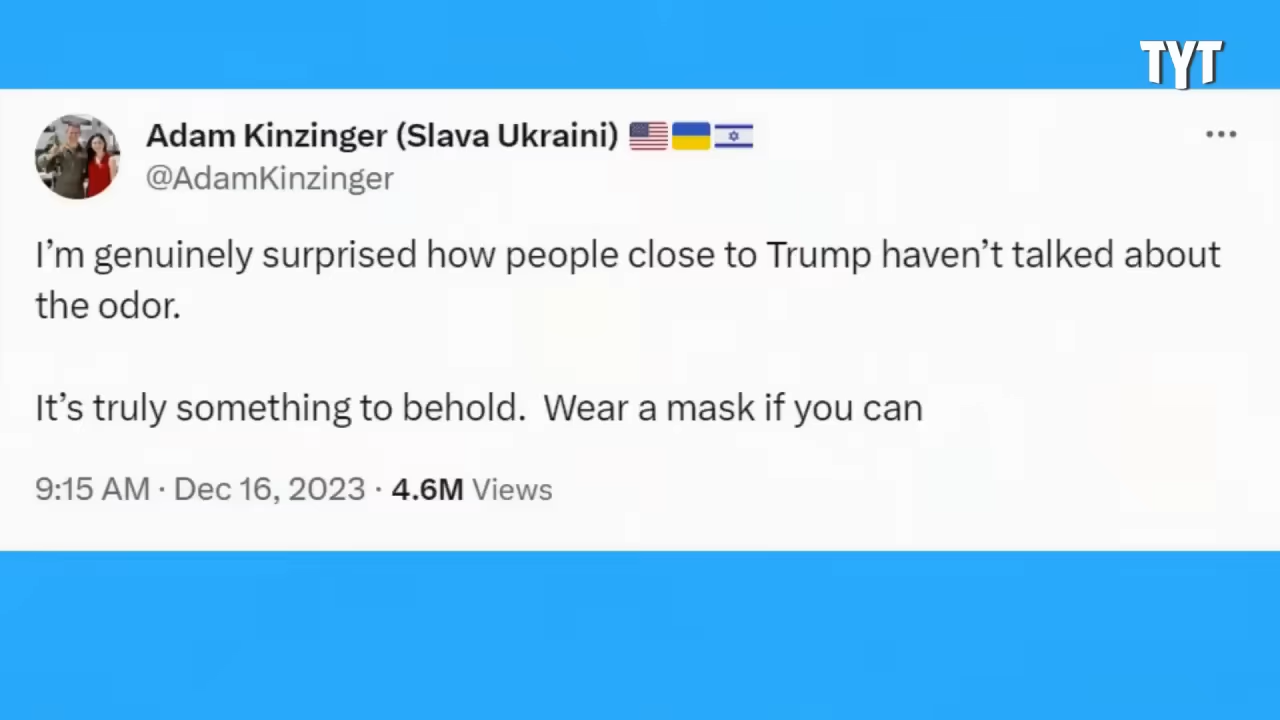 TYT
Adam Kinzinger (Slava Ukraini) 🇺🇸🇺🇦🇮🇱
@AdamKinzinger
I’m genuinely surprised how people close to Trump haven’t talked about
the odor.
It’s truly something to behold.  Wear a mask if you can
9:15 AM · Dec 16, 2023 · 4.6M Views